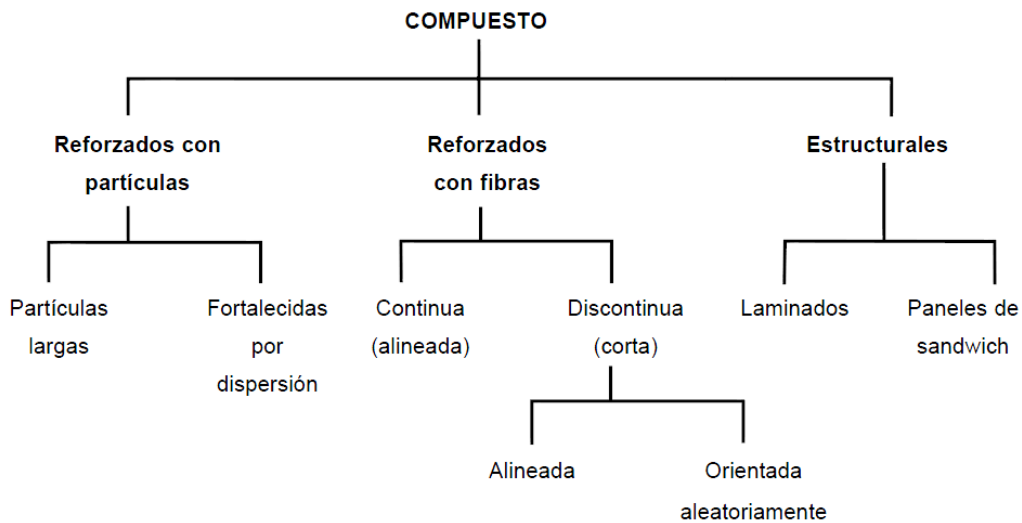 COMPUESTO
Reforzados con
partículas
Reforzados
con fibras
Estructurales
Partículas
largas
Fortalecidas
por
dispersión
Continua
(alineada)
Discontinua
(corta)
Laminados
Paneles de
sandwich
Alineada
Orientada
aleatoriamente